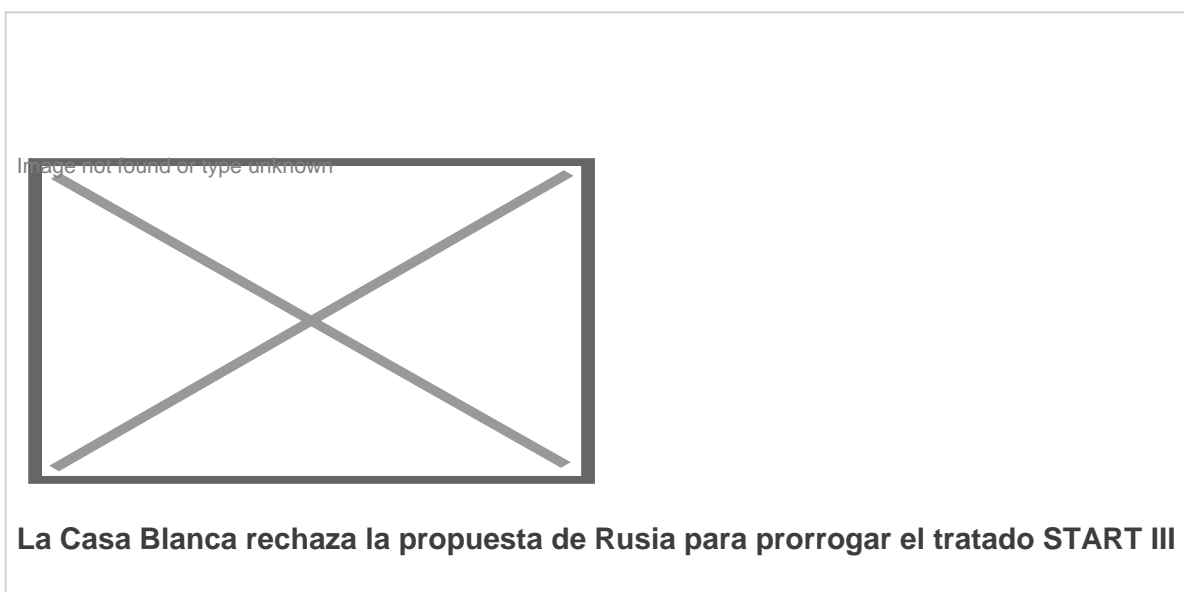 Image not found or type unknown
La Casa Blanca rechaza la propuesta de Rusia para prorrogar el tratado START III